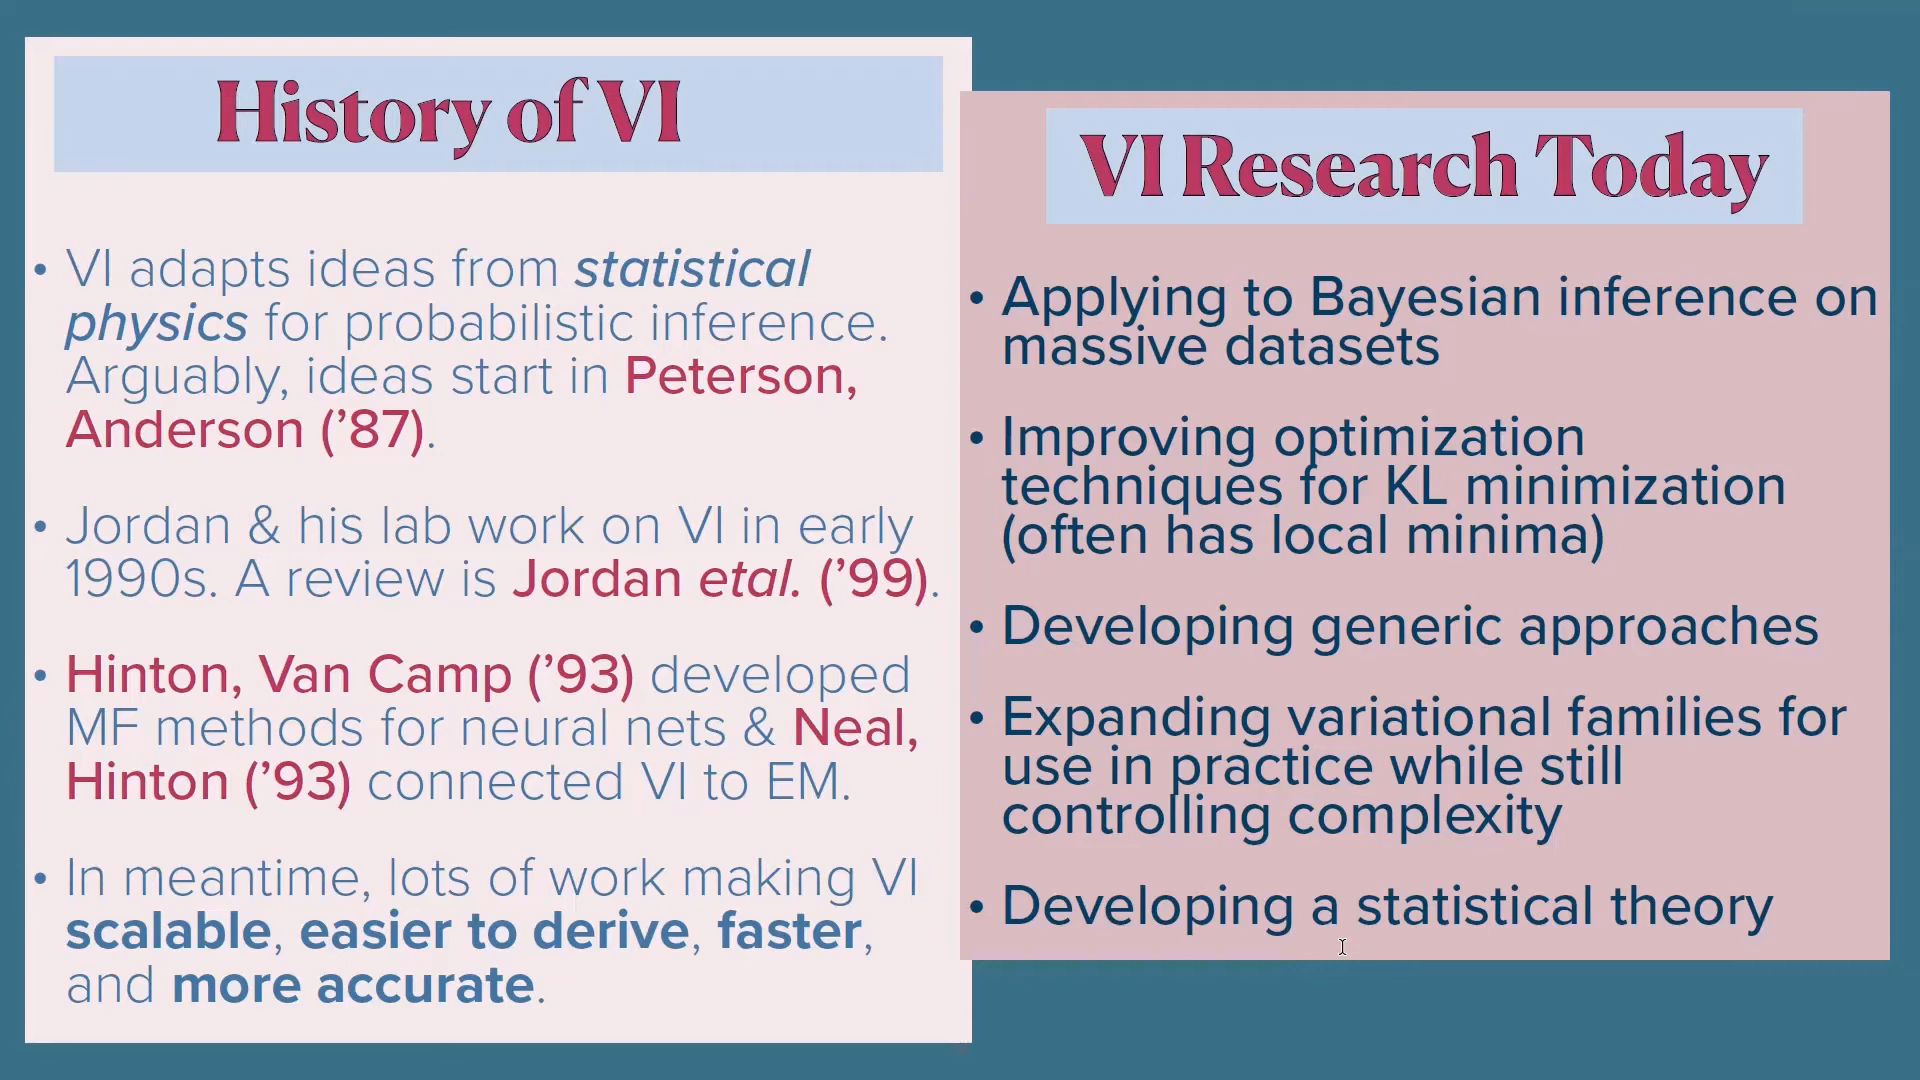 History of VI
• VI adapts ideas from statistical
physics for probabilistic inference.
Arguably, ideas start in Peterson,
Anderson (’87).
• Jordan & his lab work on VI in early
1990s. A review is Jordan etal. (’99).
• Hinton, Van Camp (’93) developed
MF methods for neural nets & Neal,
Hinton (’93) connected VI to EM.
• In meantime, lots of work making VI
scalable, easier to derive, faster,
and more accurate.
VI Research Today
• Applying to Bayesian inference on
massive datasets
• Improving optimization
techniques for KL minimization
(often has local minima)
• Developing generic approaches
• Expanding variational families for
use in practice while still
controlling complexity
• Developing a statistical theory